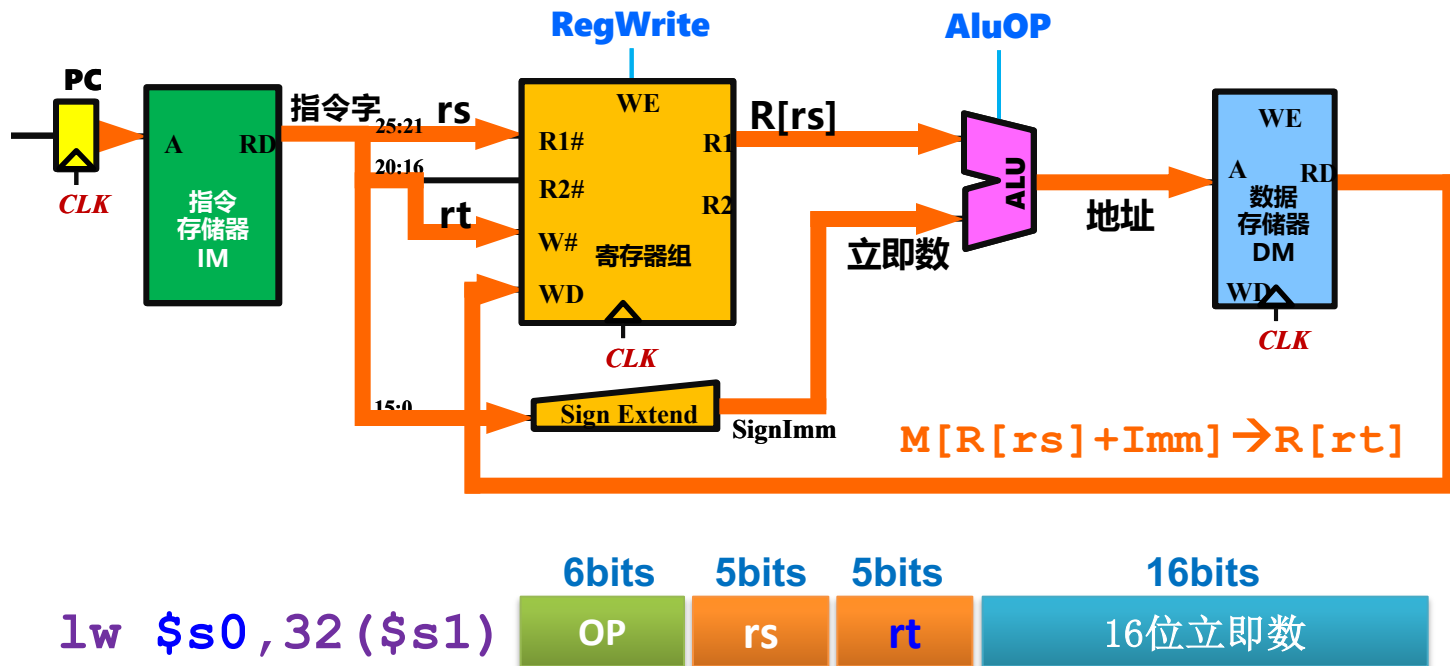 RegWrite
AluOP
PC
指令字
rs
R[rs]
WE
WE
25:21
A
RD
R1#
R1
A
RD
20:16
CLK
指令
存储器
IM
R2#
R2
ALU
数据
存储器
DM
rt
W#
寄存器组
立即数
地址
WD
WD
CLK
CLK
15:0
Sign Extend
SignImm
M[R[rs]+Imm]→R[rt]
6bits 5bits 5bits 16bits
lw $s0,32($s1) OP rs rt 16位立即数